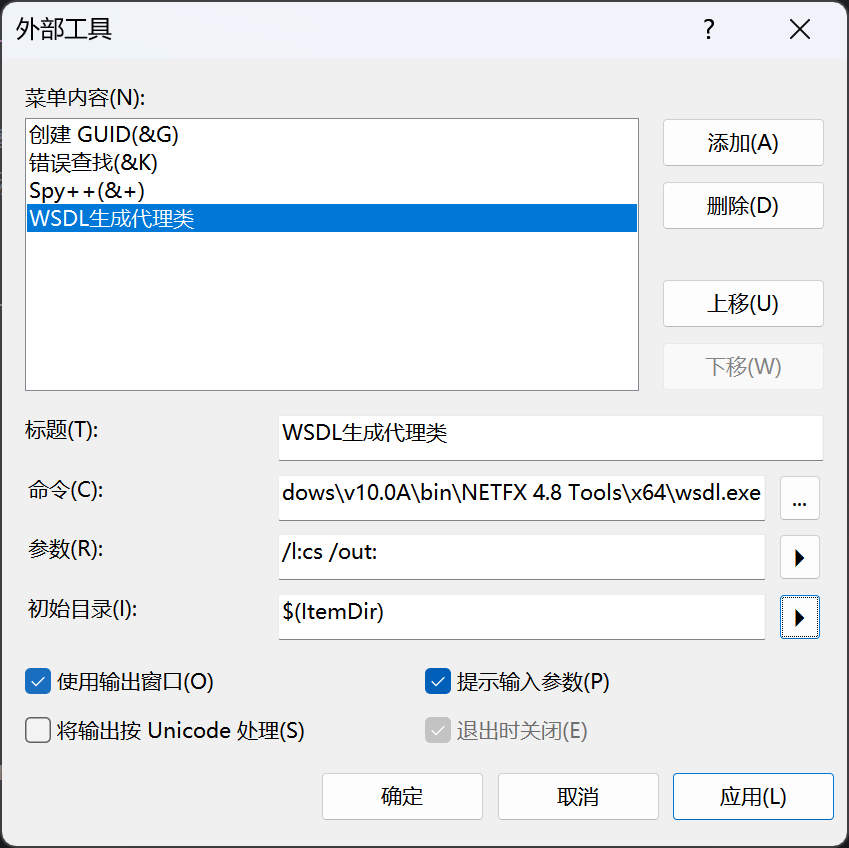 外部工具
?
菜单内容(N):
创建 GUID(&G)
错误查找(&K)
Spy++(&+)
WSDL生成代理类
添加(A)
删除(D)
上移(U)
下移(W)
标题(T):
WSDL生成代理类
命令(C):
dows\v10.0A\bin\NETFX 4.8 Tools\x64\wsdl.exe
...
参数(R):
/l:cs /out:
初始目录(I):
$(ItemDir)
使用输出窗口(O)
提示输入参数(P)
将输出按 Unicode 处理(S)
退出时关闭(E)
确定
取消
应用(L)